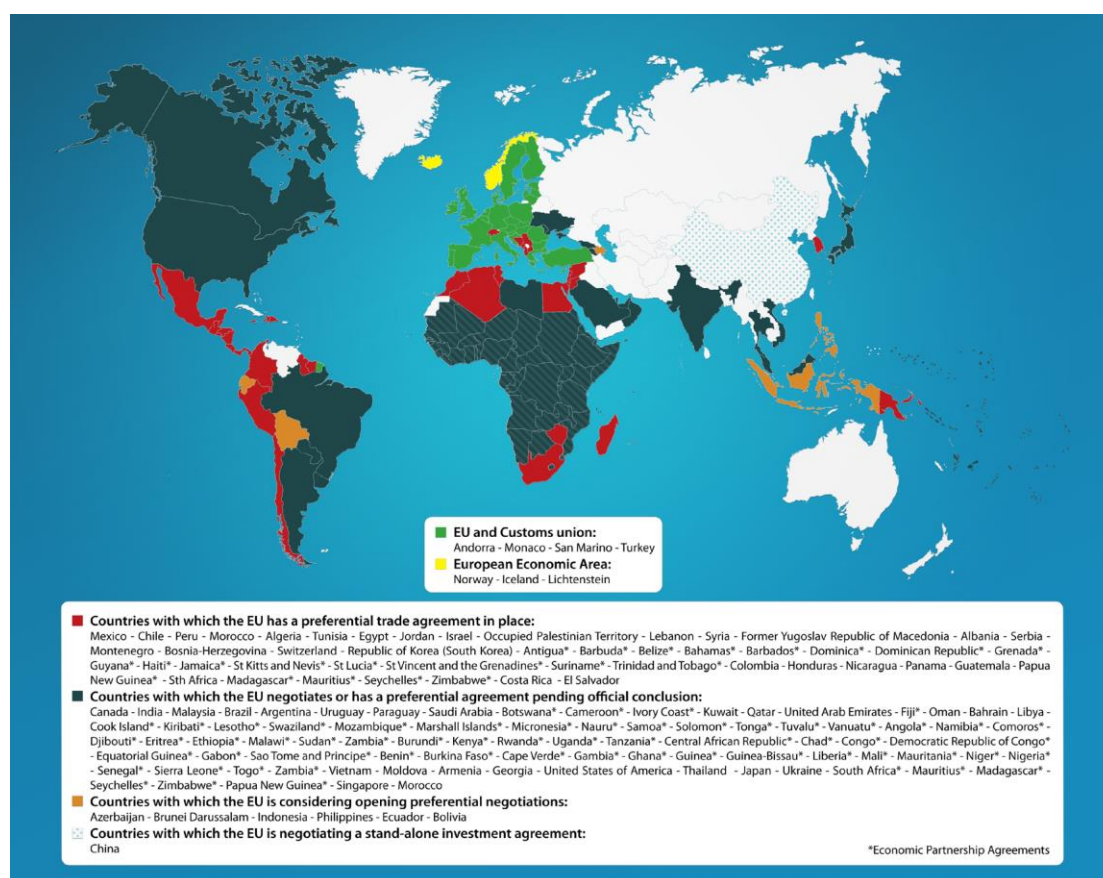 EU and Customs union:
Andorra - Monaco - San Marino - Turkey
European Economic Area:
Norway - Iceland - Lichtenstein
Countries with which the EU has a preferential trade agreement in place:
Mexico - Chile - Peru - Morocco - Algeria - Tunisia - Egypt - Jordan - Israel - Occupied Palestinian Territory - Lebanon - Syria - Former Yugoslav Republic of Macedonia - Albania - Serbia -
Montenegro - Bosnia-Herzegovina - Switzerland - Republic of Korea (South Korea) - Antigua* - Barbuda* - Belize* - Bahamas* - Barbados* - Dominica* - Dominican Republic* - Grenada* -
Guyana* - Haiti* - Jamaica* - St Kitts and Nevis* - St Lucia* - St Vincent and the Grenadines* - Suriname* - Trinidad and Tobago* - Colombia - Honduras - Nicaragua - Panama - Guatemala - Papua
New Guinea* - Sth Africa - Madagascar* - Mauritius* - Seychelles* - Zimbabwe* - Costa Rica - El Salvador
Countries with which the EU negotiates or has a preferential agreement pending official conclusion:
Canada - India - Malaysia - Brazil - Argentina - Uruguay - Paraguay - Saudi Arabia - Botswana* - Cameroon* - Ivory Coast* - Kuwait - Qatar - United Arab Emirates - Fiji* - Oman - Bahrain - Libya -
Cook Island* - Kiribati* - Lesotho* - Swaziland* - Mozambique* - Marshall Islands* - Micronesia* - Nauru* - Samoa* - Solomon* - Tonga* - Tuvalu* - Vanuatu* - Angola* - Namibia* - Comoros* -
Djibouti* - Eritrea* - Ethiopia* - Malawi* - Sudan* - Zambia* - Burundi* - Kenya* - Rwanda* - Uganda* - Tanzania* - Central African Republic* - Chad* - Congo* - Democratic Republic of Congo*
- Equatorial Guinea* - Gabon* - Sao Tome and Principe* - Benin* - Burkina Faso* - Cape Verde* - Gambia* - Ghana* - Guinea* - Guinea-Bissau* - Liberia* - Mali* - Mauritania* - Niger* - Nigeria*
- Senegal* - Sierra Leone* - Togo* - Zambia* - Vietnam - Moldova - Armenia - Georgia - United States of America - Thailand - Japan - Ukraine - South Africa* - Mauritius* - Madagascar* -
Seychelles* - Zimbabwe* - Papua New Guinea* - Singapore - Morocco
Countries with which the EU is considering opening preferential negotiations:
Azerbaijan - Brunei Darussalam - Indonesia - Philippines - Ecuador - Bolivia
Countries with which the EU is negotiating a stand-alone investment agreement:
China
*Economic Partnership Agreements